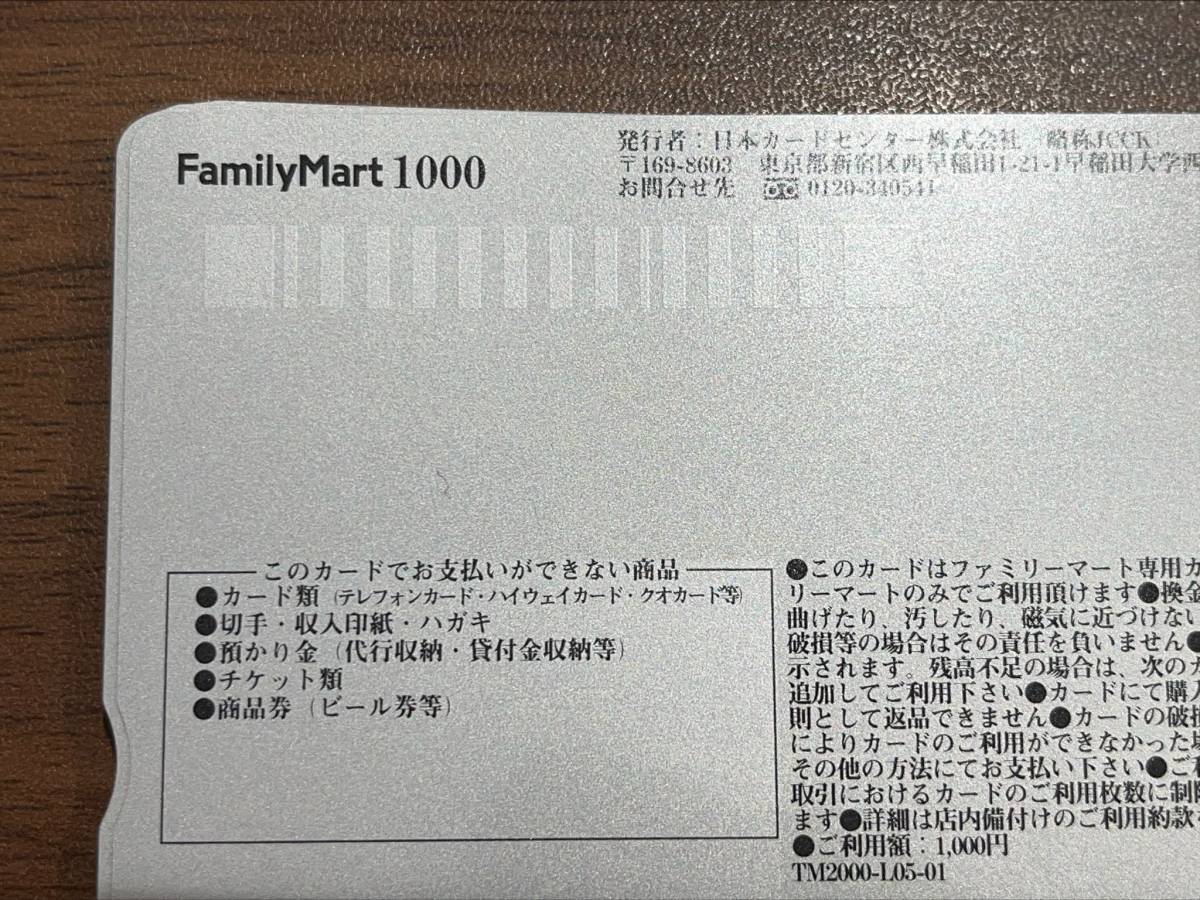 FamilyMart 1000
発行者：日本カードセンター株式会社 略称JCCK
〒169-8603 東京都新宿区西早稲田1-21-1早稲田大学西
お問合せ先 0120-340541
このカードでお支払いができない商品
●カード類（テレフォンカード・ハイウェイカード・クオカード等）
●切手・収入印紙・ハガキ
●預かり金（代行収納・貸付金収納等）
●チケット類
●商品券（ビール券等）
●このカードはファミリーマート専用カ
リーマートのみでご利用頂けます●換金
曲げたり、汚したり、磁気に近づけない
破損等の場合はその責任を負いません●
示されます。残高不足の場合は、次のカ
追加してご利用下さい●カードにて購入
則として返品できません●カードの破損
によりカードのご利用ができなかった場
その他の方法にてお支払い下さい●ご利
取引におけるカードのご利用枚数に制限
ます●詳細は店内備付けのご利用約款を
●ご利用額：1,000円
TM2000-L05-01